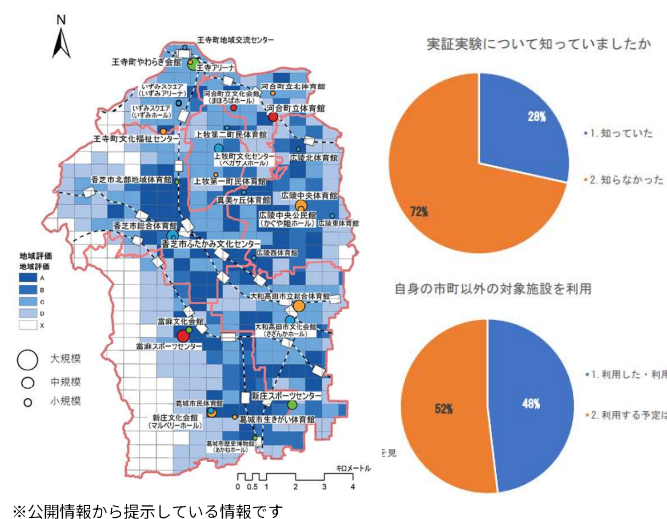 N
王寺町地域交流センター
王寺町やわらぎ会館
王寺アリーナ
いずみスクエア
(いずみアリーナ)
河合町立文化会館
(まほろばホール)
河合町立北体育館
いずみスクエア
(いずみホール)
河合町立体育館
上牧第二町民体育館
王寺町文化福祉センター
上牧町文化センター
(ペガサスホール)
広陵北体育館
香芝市北部地域体育館
上牧第一町民体育館
真美ヶ丘体育館
広陵中央体育館
広陵中央公民館
(かぐや姫ホール)
広陵東体育館
香芝市総合体育館
香芝市ふたかみ文化センター
広陵西体育館
地域評価
地域評価
A
B
C
D
X
大和高田市立総合体育館
當麻文化会館
大和高田市文化会館
(さざんかホール)
當麻スポーツセンター
大規模
中規模
小規模
新庄スポーツセンター
葛城市民体育館
新庄文化会館
(マルベリーホール)
葛城市生きがい体育館
葛城市歴史博物館
(あかねホール)
キロメートル
0 0.5 1 2 3 4
※公開情報から提示している情報です
実証実験について知っていましたか
28%
72%
1. 知っていた
2. 知らなかった
自身の市町以外の対象施設を利用
48%
52%
1. 利用した・利用
2. 利用する予定は
を見